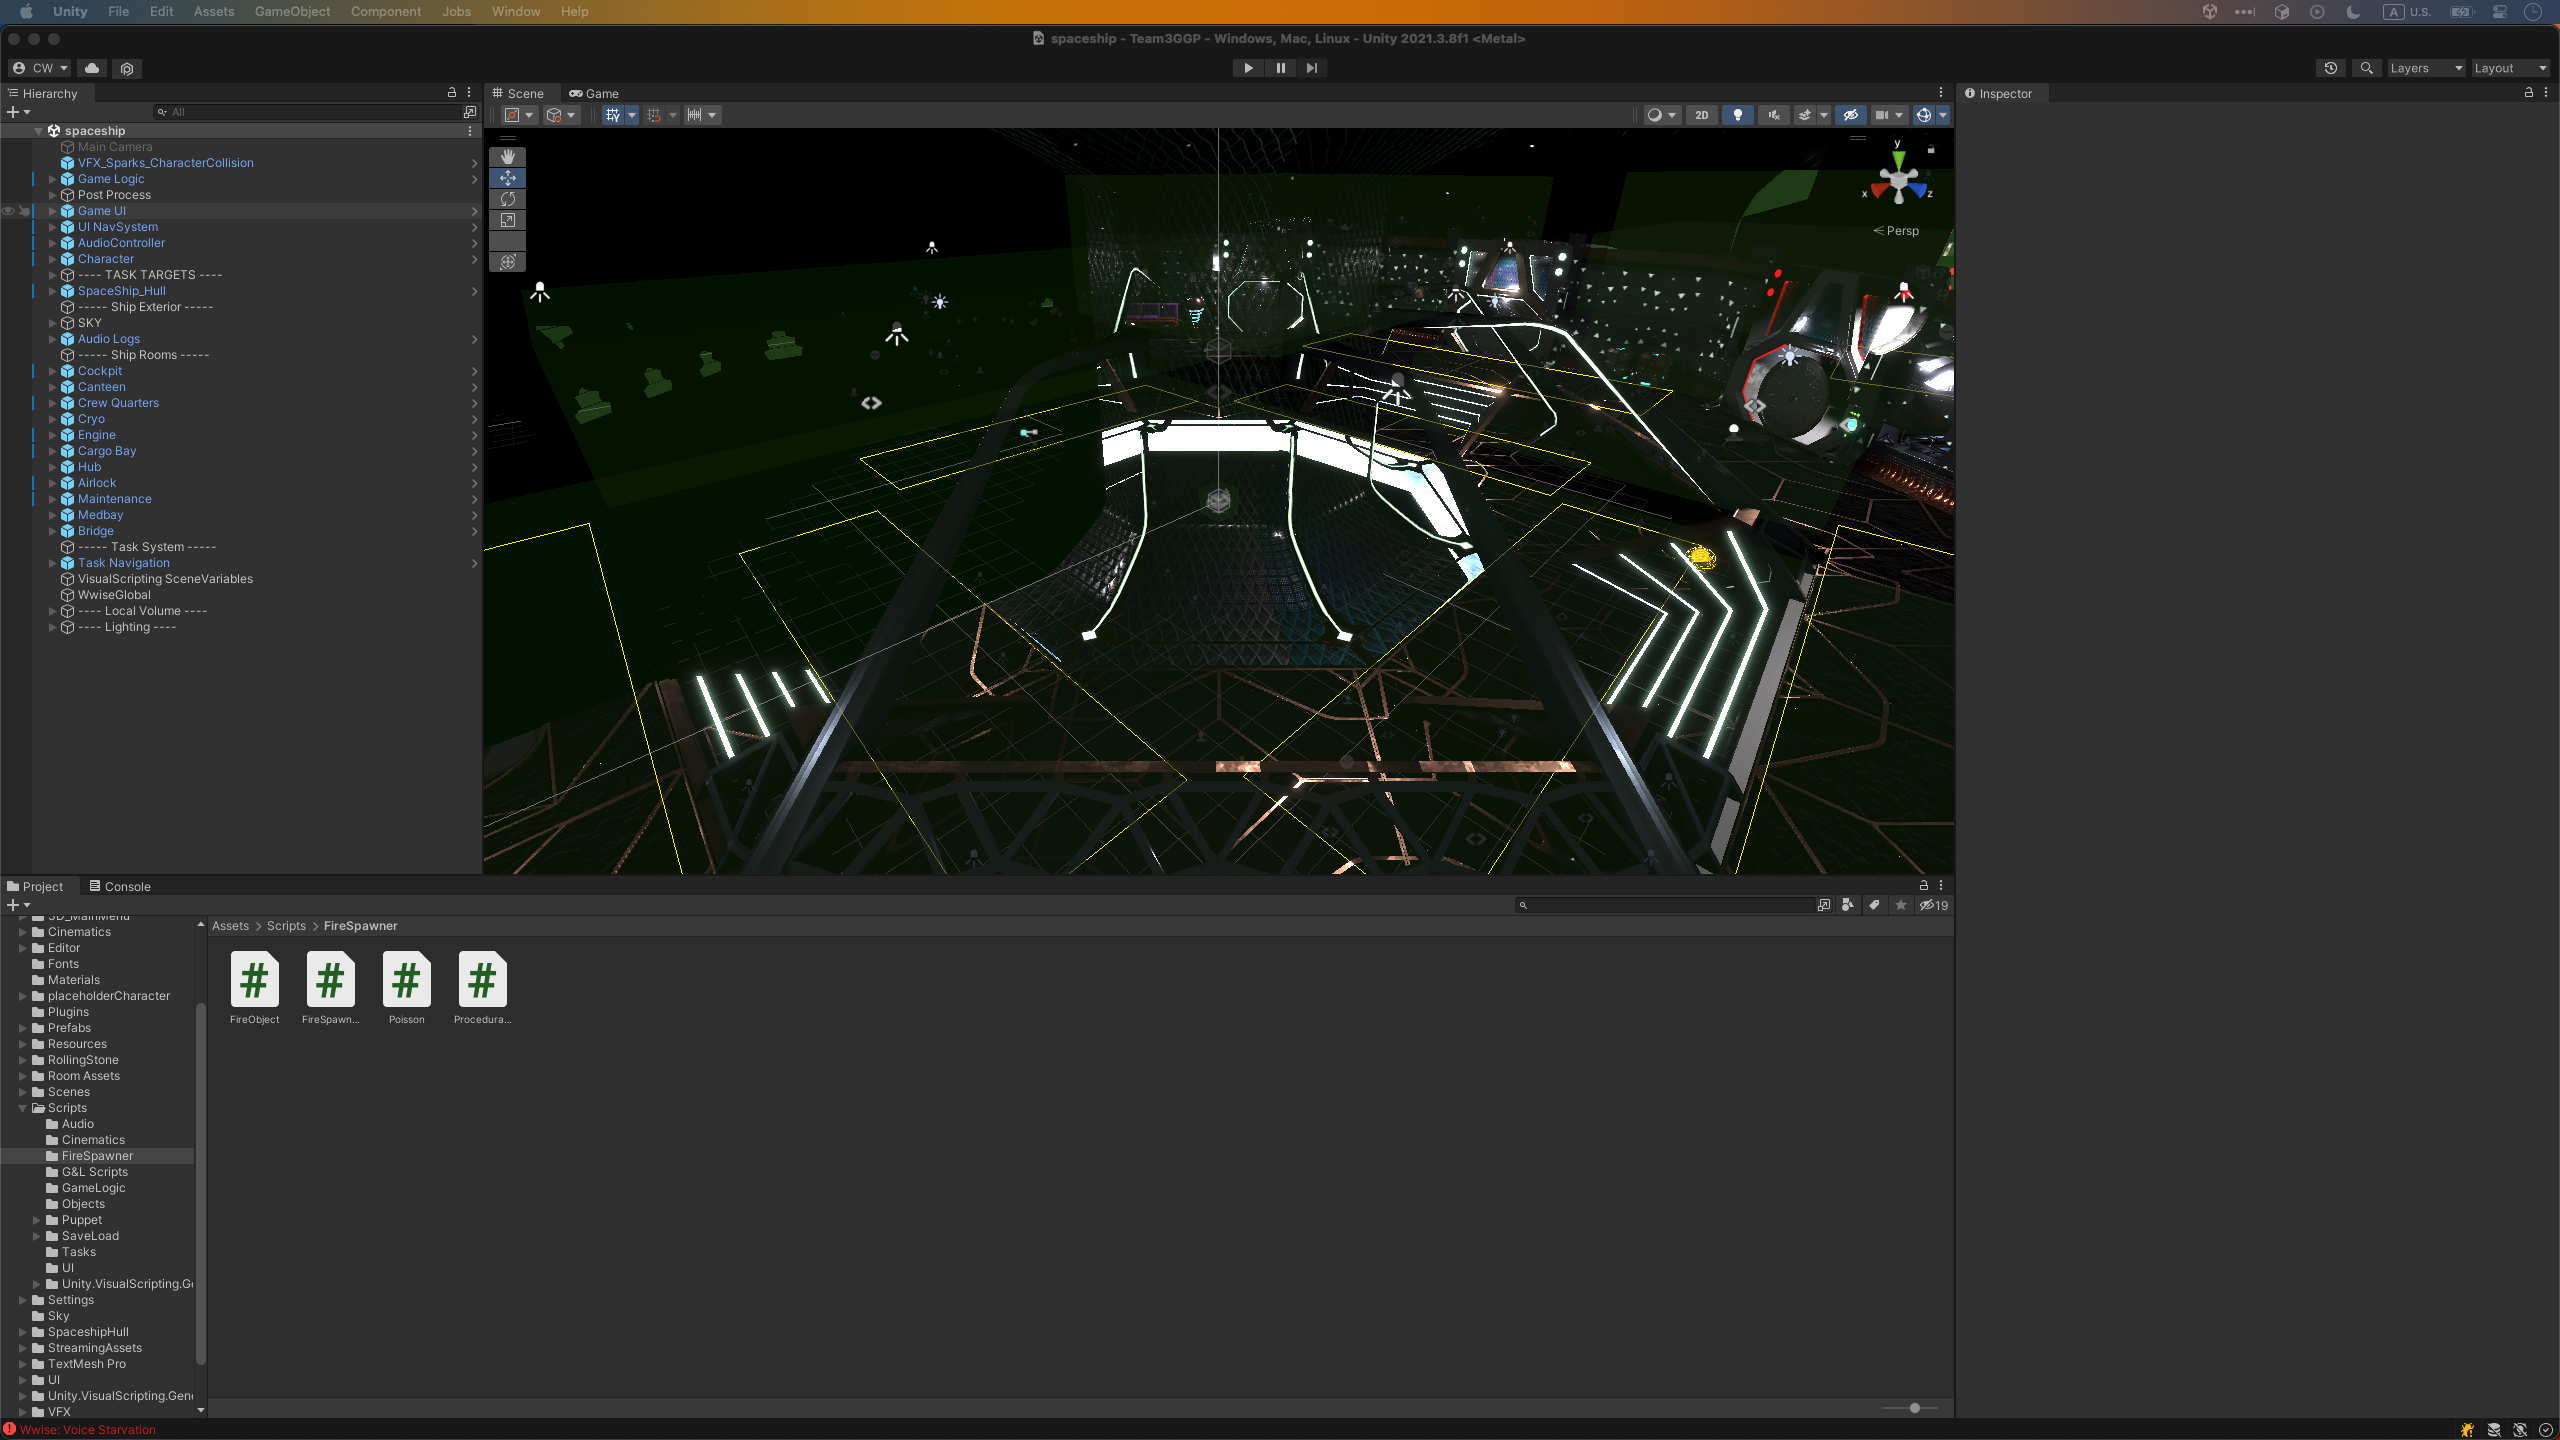 Unity File Edit Assets GameObject Component Jobs Window Help
A U.S.
spaceship - Team3GGP - Windows, Mac, Linux - Unity 2021.3.8f1 <Metal>
CW
Layers
Layout
Hierarchy
Scene
Game
Inspector
All
2D
spaceship
Main Camera
VFX_Sparks_CharacterCollision
Game Logic
Post Process
Game UI
UI NavSystem
AudioController
Character
---- TASK TARGETS ----
SpaceShip_Hull
----- Ship Exterior -----
SKY
Audio Logs
----- Ship Rooms -----
Cockpit
Canteen
Crew Quarters
Cryo
Engine
Cargo Bay
Hub
Airlock
Maintenance
Medbay
Bridge
----- Task System -----
Task Navigation
VisualScripting SceneVariables
WwiseGlobal
---- Local Volume ----
---- Lighting ----
y
x
z
Persp
Project
Console
19
3D_MainMenu
Cinematics
Editor
Fonts
Materials
placeholderCharacter
Plugins
Prefabs
Resources
RollingStone
Room Assets
Scenes
Scripts
Audio
Cinematics
FireSpawner
G&L Scripts
GameLogic
Objects
Puppet
SaveLoad
Tasks
UI
Unity.VisualScripting.Ge
Settings
Sky
SpaceshipHull
StreamingAssets
TextMesh Pro
UI
Unity.VisualScripting.Gene
VFX
Assets > Scripts > FireSpawner
# # # #
FireObject FireSpawn... Poisson Procedura...
Wwise: Voice Starvation